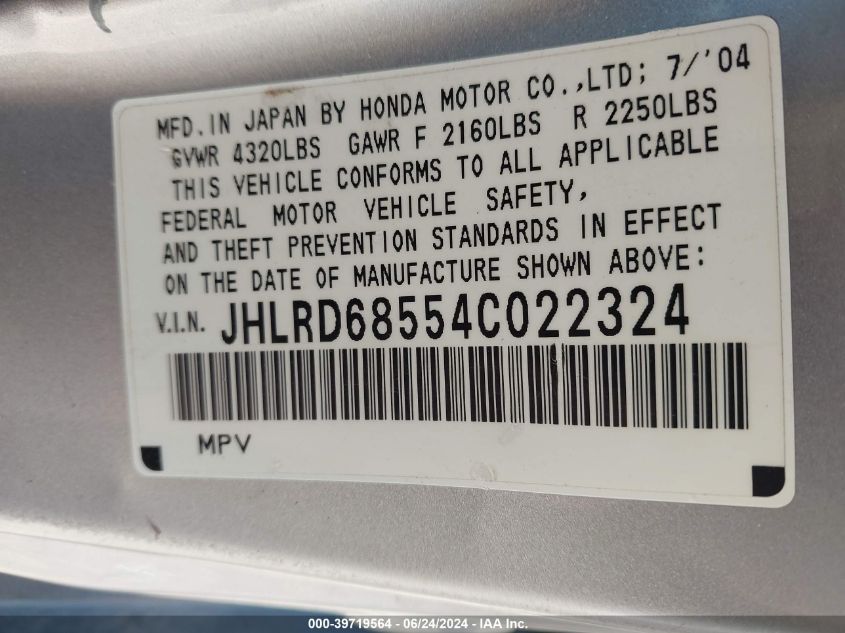 MFD. IN JAPAN BY HONDA MOTOR CO.,LTD; 7/'04
GVWR 4320LBS GAWR F 2160LBS R 2250LBS
THIS VEHICLE CONFORMS TO ALL APPLICABLE
FEDERAL MOTOR VEHICLE SAFETY,
AND THEFT PREVENTION STANDARDS IN EFFECT
ON THE DATE OF MANUFACTURE SHOWN ABOVE:
V.I.N. JHLRD68554C022324
MPV
000-39719564 / 06/24/2024 - IAA Inc.